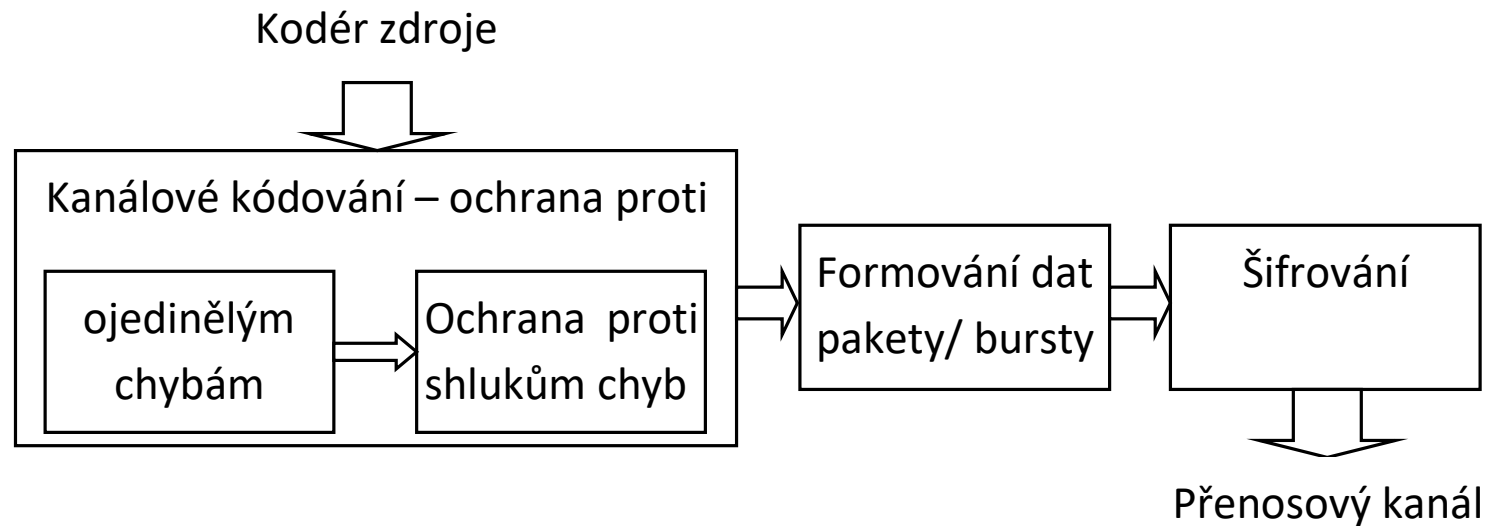 Kodér zdroje
Kanálové kódování – ochrana proti
ojedinělým
chybám
Ochrana proti
shlukům chyb
Formování dat
pakety/ bursty
Šifrování
Přenosový kanál